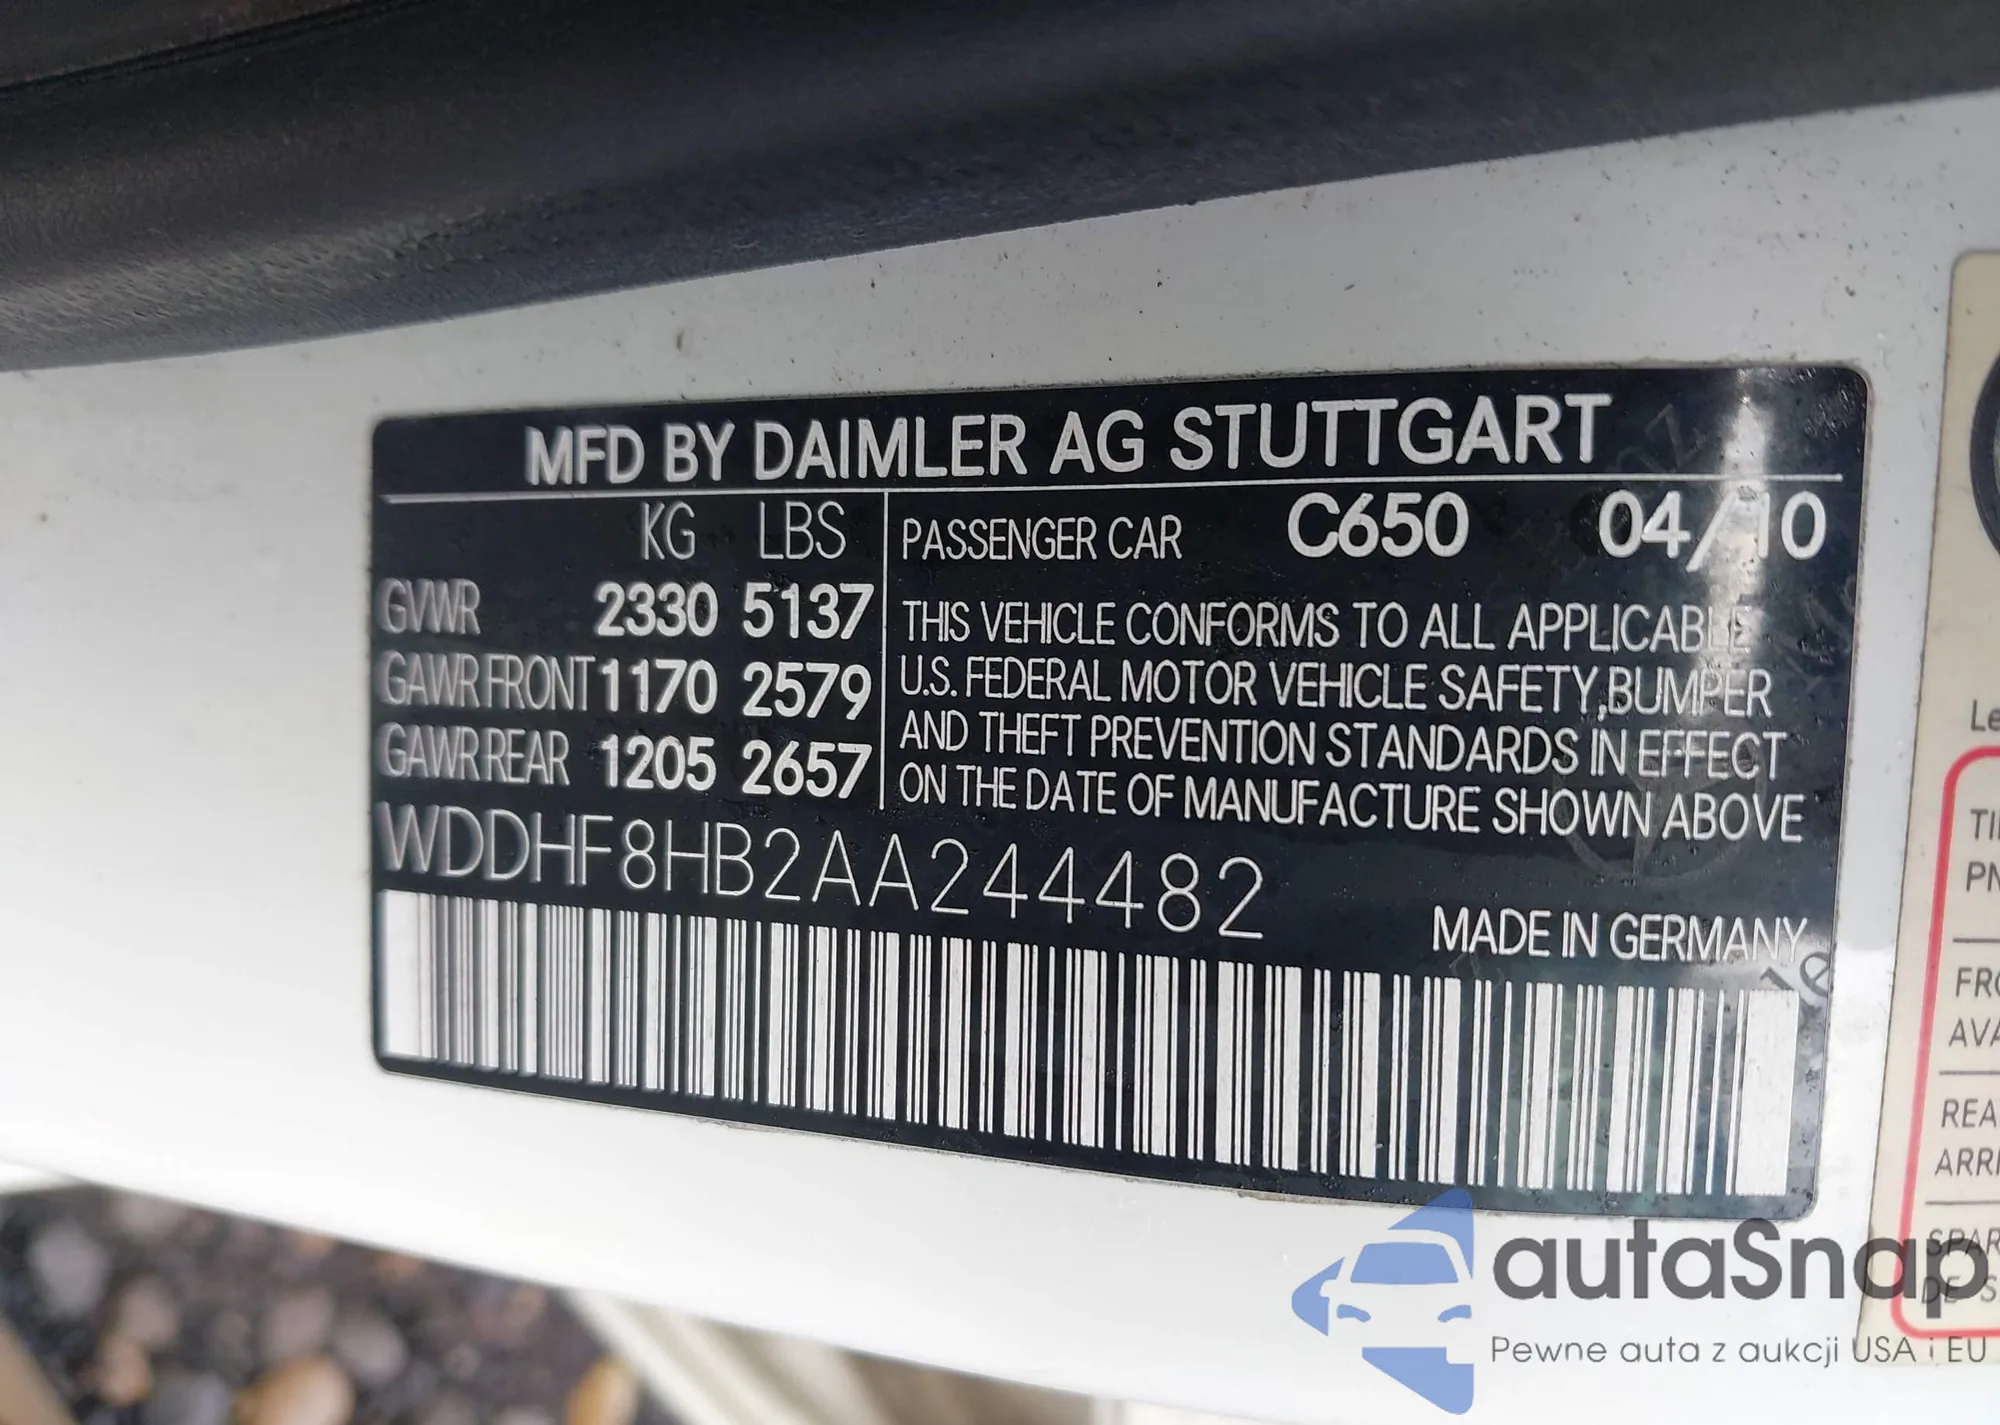 MFD BY DAIMLER AG STUTTGART
KG LBS
GVWR 2330 5137
GAWR FRONT 1170 2579
GAWR REAR 1205 2657
PASSENGER CAR C650 04/10
THIS VEHICLE CONFORMS TO ALL APPLICABLE
U.S. FEDERAL MOTOR VEHICLE SAFETY,BUMPER
AND THEFT PREVENTION STANDARDS IN EFFECT
ON THE DATE OF MANUFACTURE SHOWN ABOVE
WDDHF8HB2AA244482
MADE IN GERMANY
autaSnap
Pewne auta z aukcji USA i EU